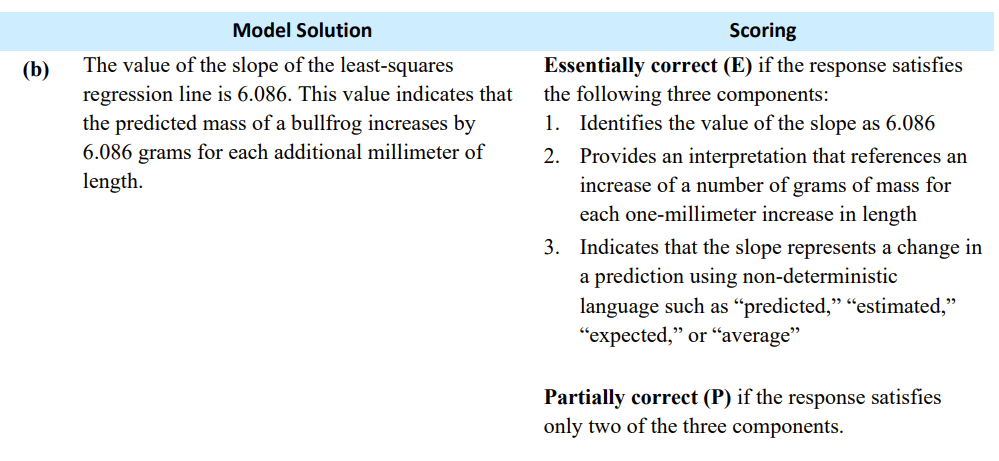 Model Solution
Scoring
(b)
The value of the slope of the least-squares
regression line is 6.086. This value indicates that
the predicted mass of a bullfrog increases by
6.086 grams for each additional millimeter of
length.
Essentially correct (E) if the response satisfies
the following three components:
1. Identifies the value of the slope as 6.086
2. Provides an interpretation that references an
increase of a number of grams of mass for
each one-millimeter increase in length
3. Indicates that the slope represents a change in
a prediction using non-deterministic
language such as “predicted,” “estimated,”
“expected,” or “average”
Partially correct (P) if the response satisfies
only two of the three components.